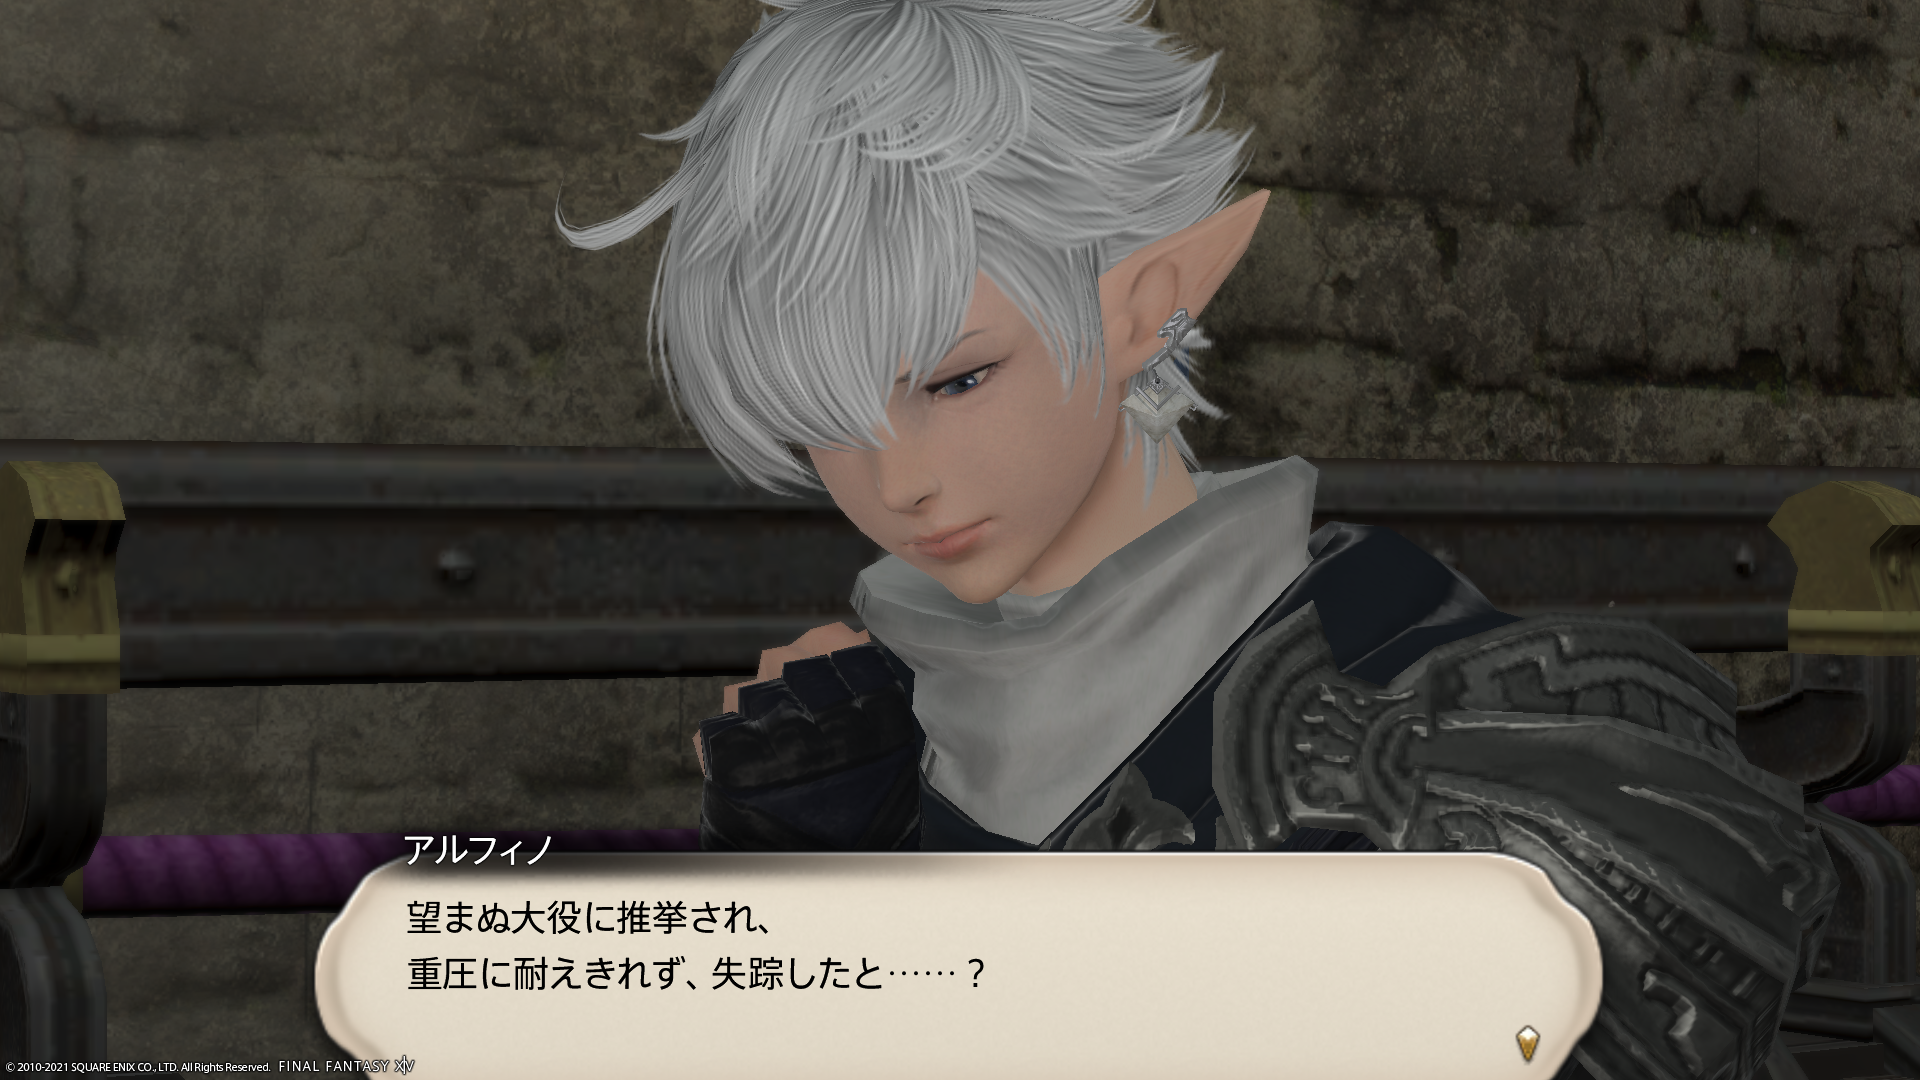 アルフィノ
望まぬ大役に推挙され、
重圧に耐えきれず、失踪したと……？
© 2010-2021 SQUARE ENIX CO., LTD. All Rights Reserved. FINAL FANTASY XIV